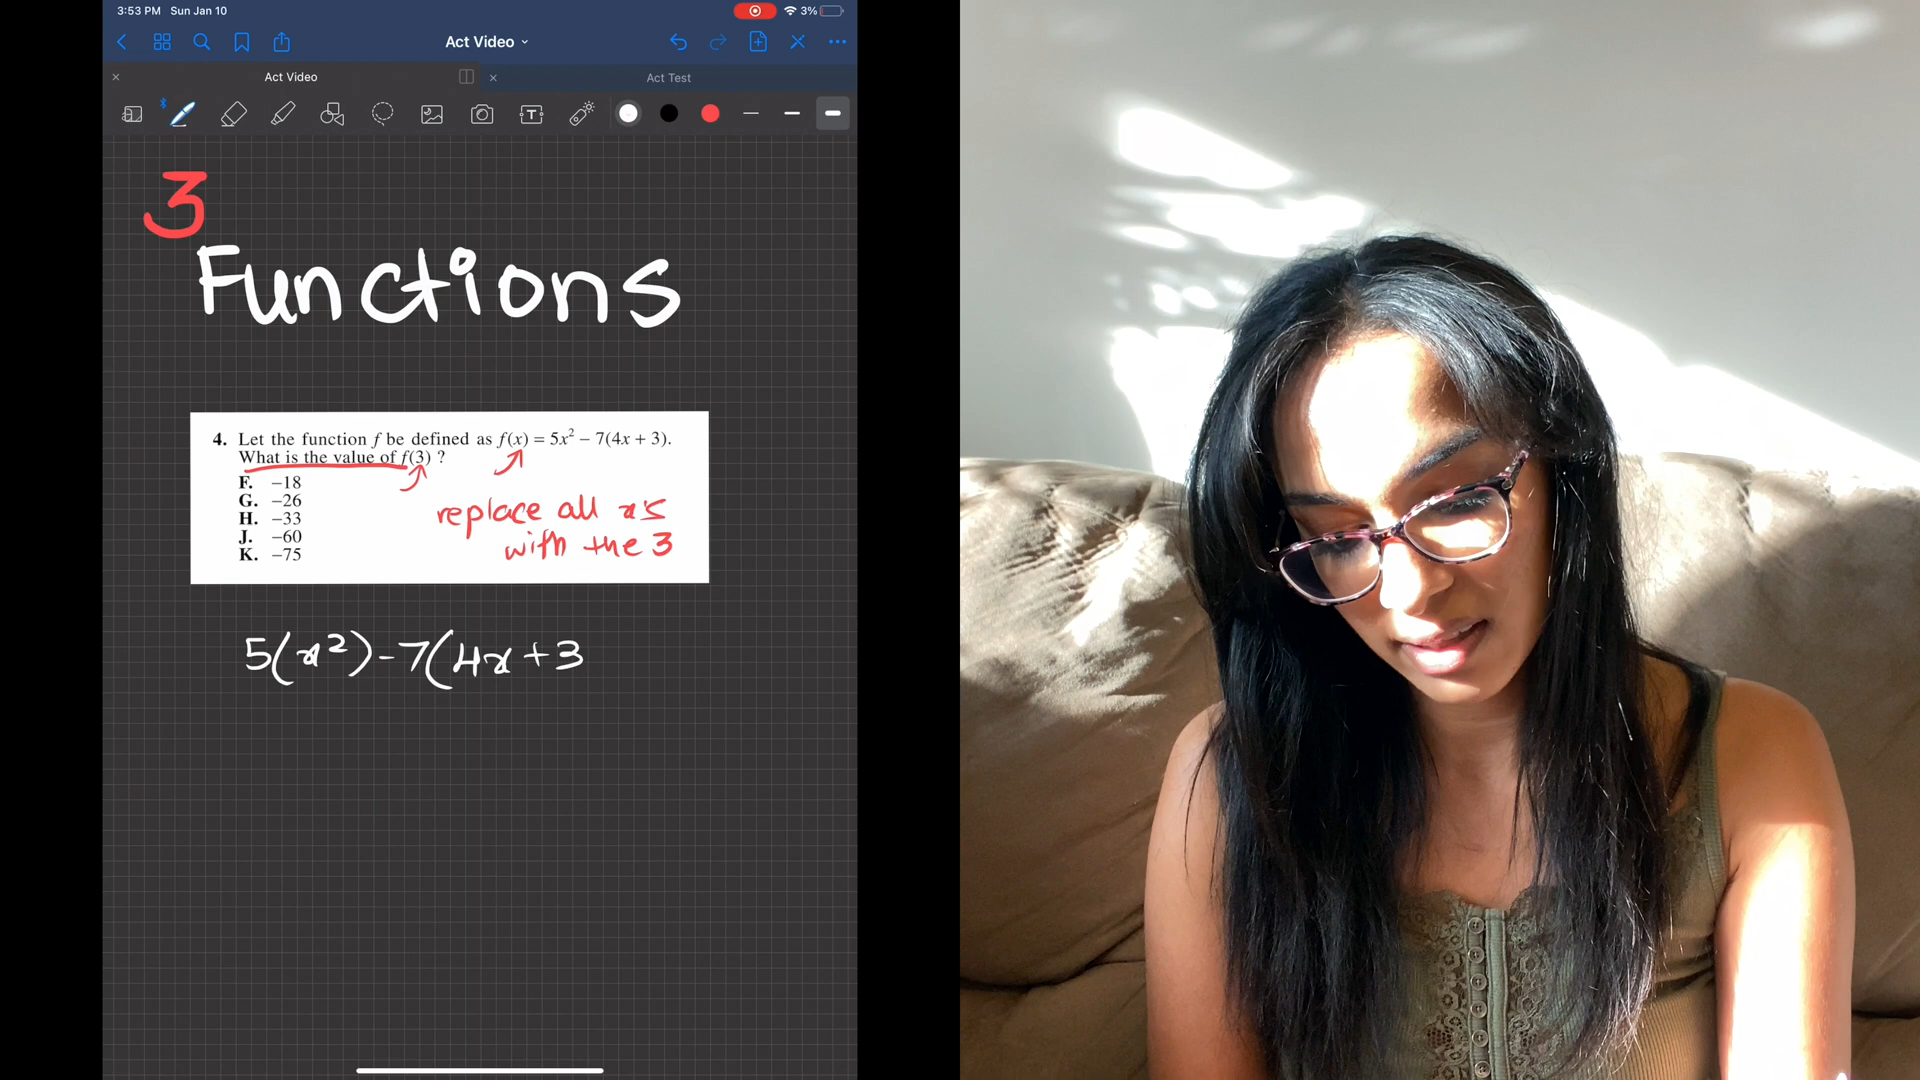 3:53 PM Sun Jan 10
3%
Act Video
Act Video
Act Test
3
Functions
4. Let the function f be defined as f(x) = 5x² − 7(4x + 3).
What is the value of f(3) ?
F. −18
G. −26
H. −33
J. −60
K. −75
replace all x's
with the 3
5(x²)-7(4x+3